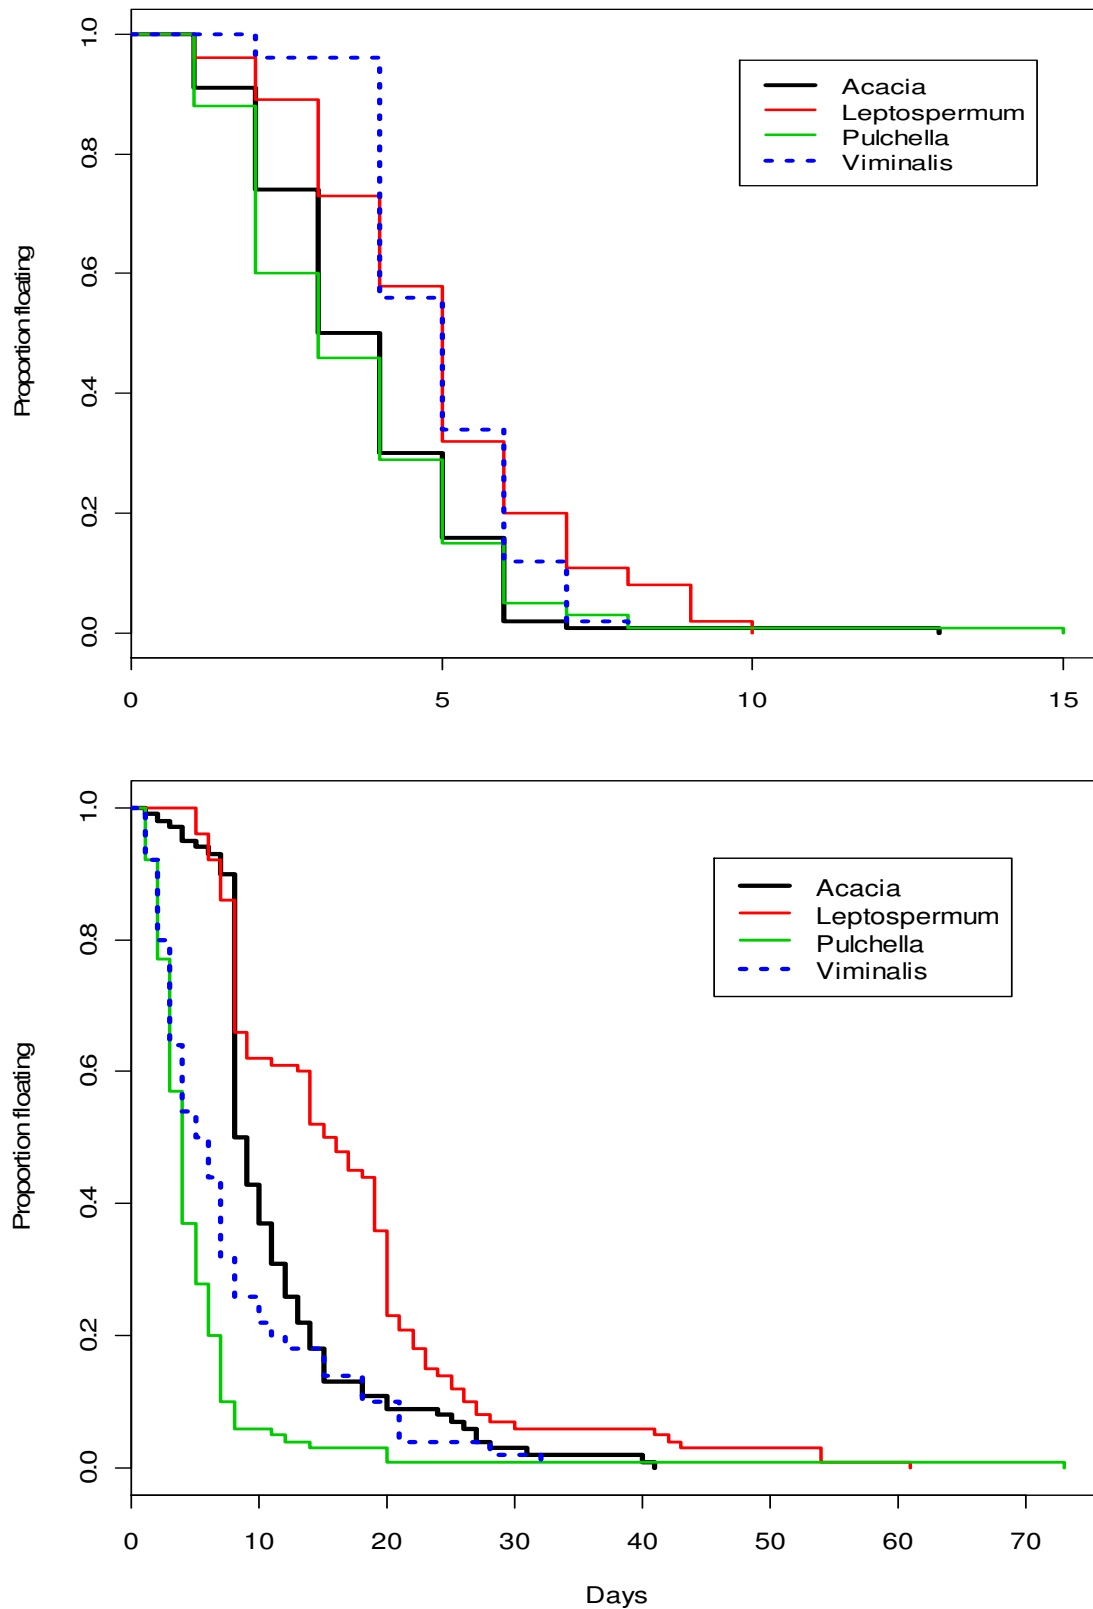 1.0
0.8
0.6
0.4
0.2
0.0
Proportion floating
Acacia
Leptospermum
Pulchella
Viminalis
0 5 10 15
1.0
0.8
0.6
0.4
0.2
0.0
Proportion floating
Acacia
Leptospermum
Pulchella
Viminalis
0 10 20 30 40 50 60 70
Days